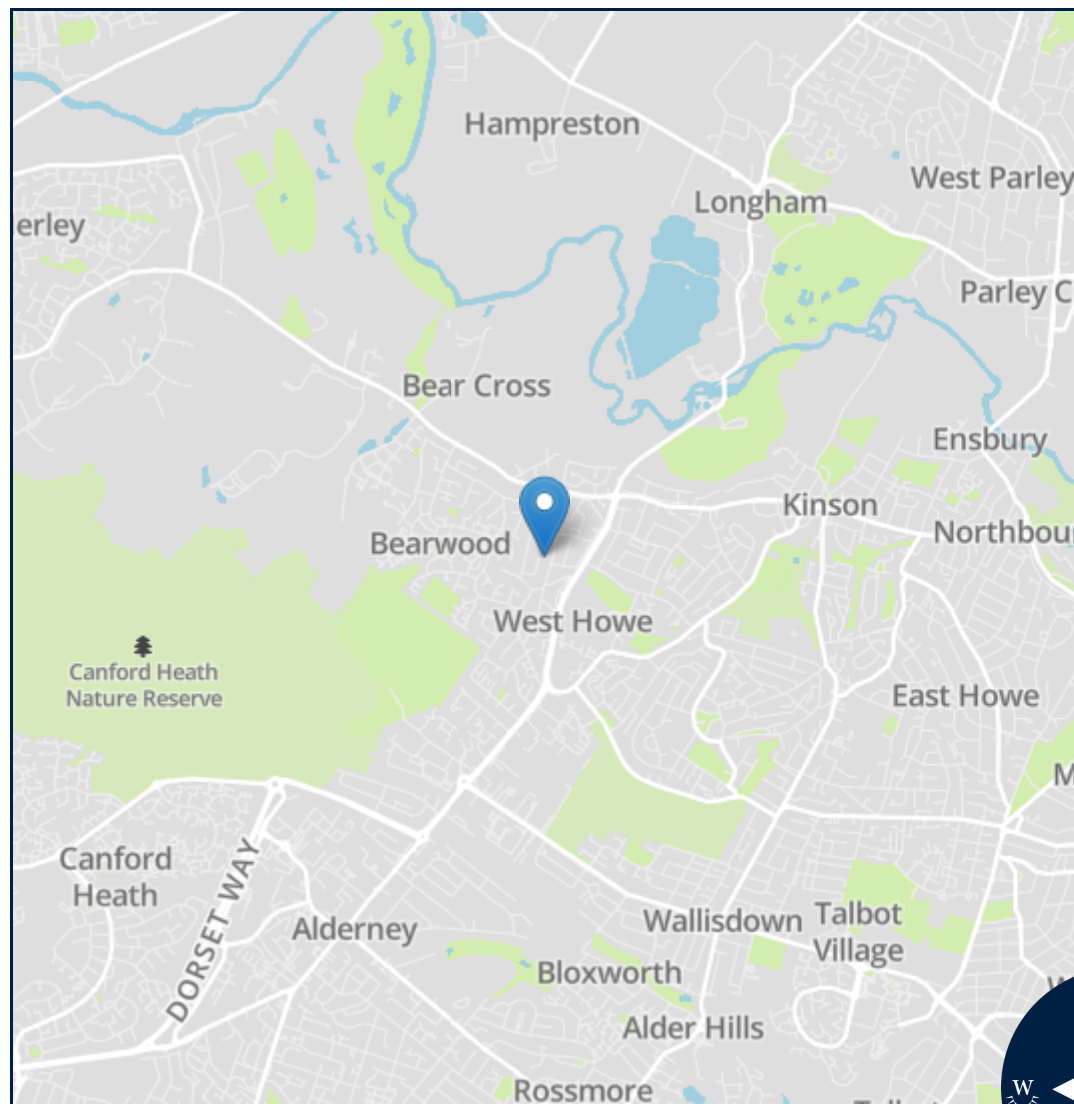 Hampreston
West Parley
Longham
erley
Parley C
Bear Cross
Ensbury
Kinson
Northbou
Bearwood
West Howe
Canford Heath
Nature Reserve
East Howe
M
Canford
Heath
DORSET WAY
Alderney
Wallisdown
Talbot
Village
Bloxworth
Alder Hills
Rossmore
W